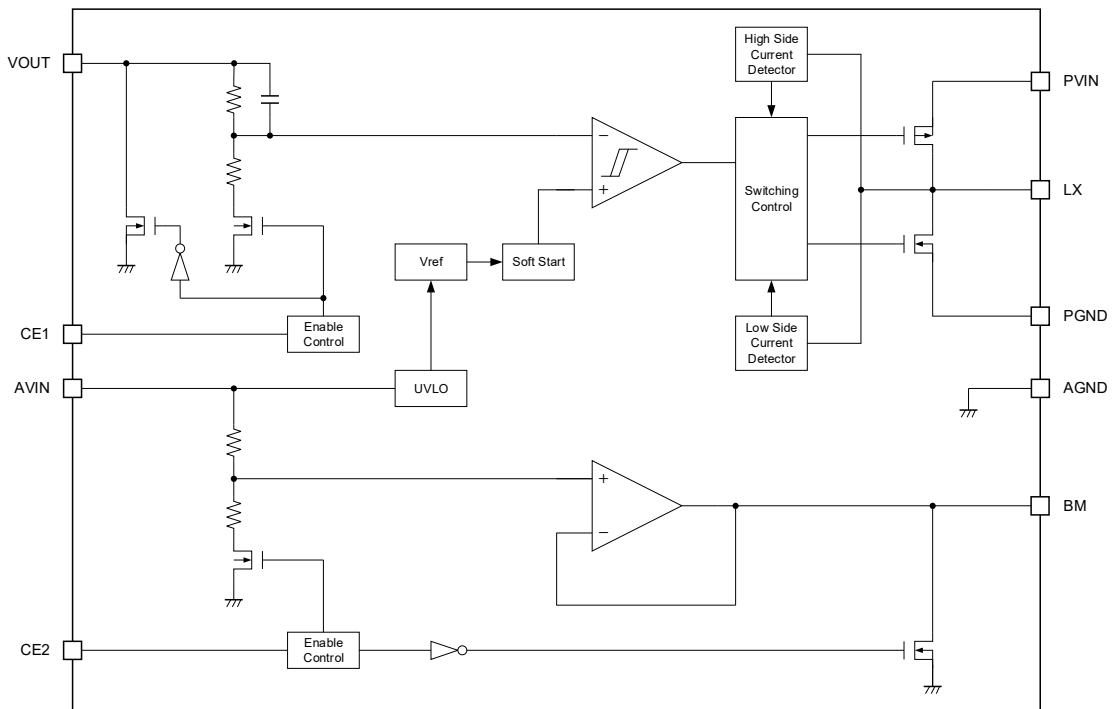 High Side
Current
Detector
VOUT
PVIN
−
+
Switching
Control
LX
Vref
Soft Start
CE1
Enable
Control
Low Side
Current
Detector
PGND
AVIN
UVLO
AGND
+
−
BM
CE2
Enable
Control